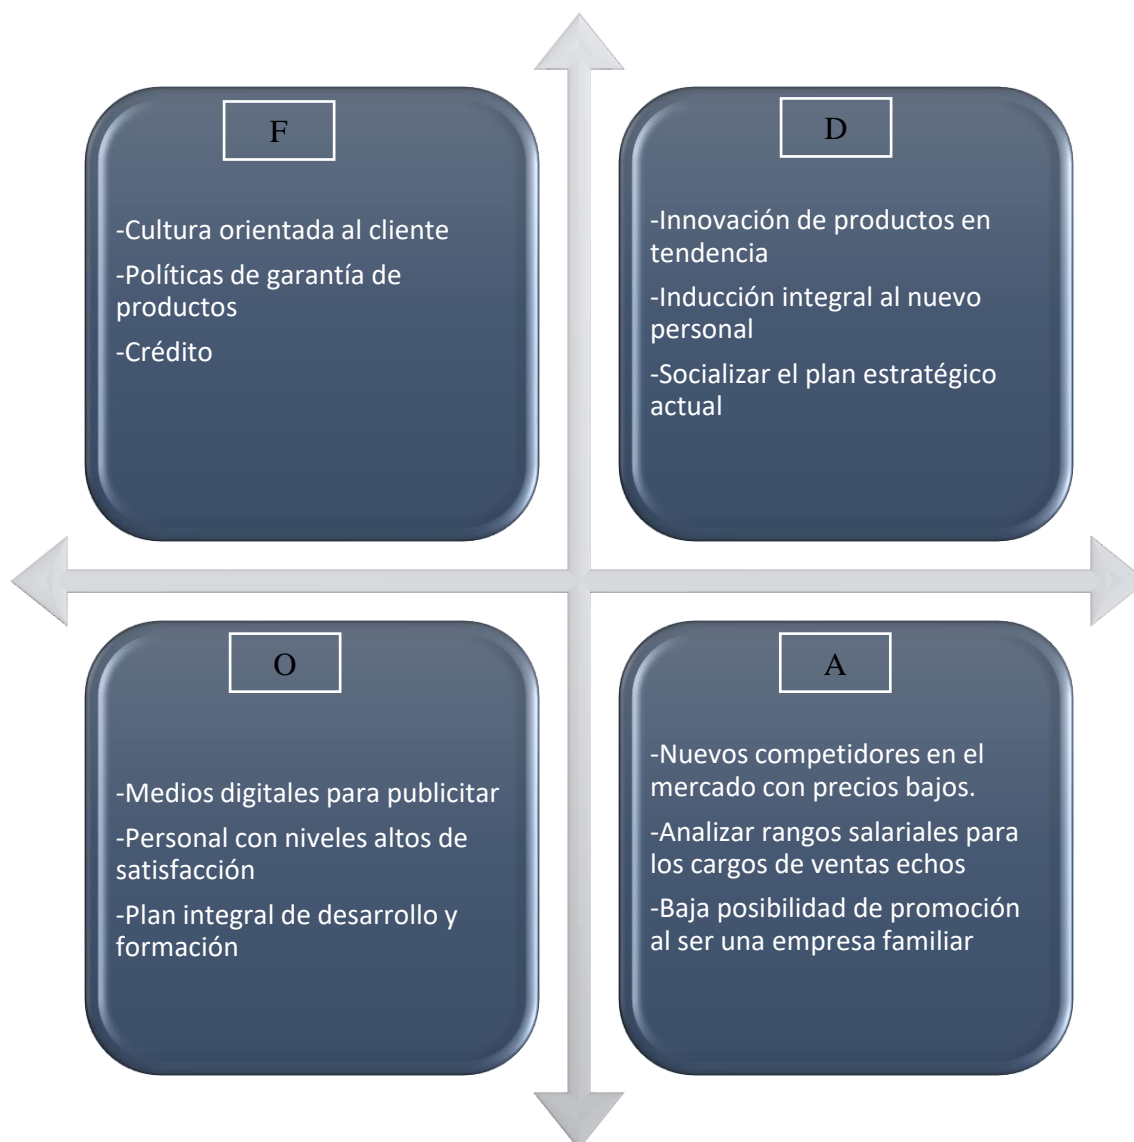 F
-Cultura orientada al cliente
-Políticas de garantía de
productos
-Crédito
D
-Innovación de productos en
tendencia
-Inducción integral al nuevo
personal
-Socializar el plan estratégico
actual
O
-Medios digitales para publicitar
-Personal con niveles altos de
satisfacción
-Plan integral de desarrollo y
formación
A
-Nuevos competidores en el
mercado con precios bajos.
-Analizar rangos salariales para
los cargos de ventas echos
-Baja posibilidad de promoción
al ser una empresa familiar